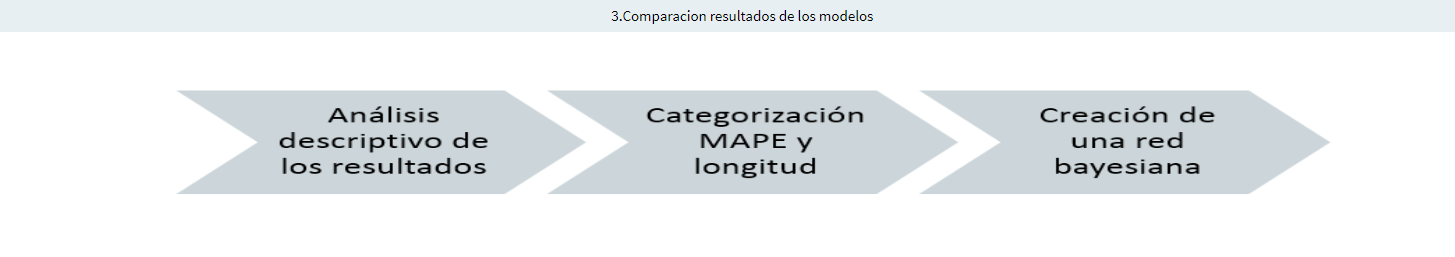 3.Comparacion resultados de los modelos
Análisis
descriptivo de
los resultados
Categorización
MAPE y
longitud
Creación de
una red
bayesiana